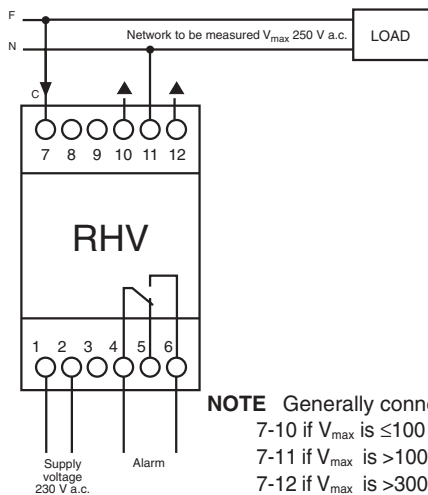 F
N
Network to be measured Vmax 250 V a.c.
LOAD
C
7 8 9 10 11 12
RHV
1 2 3 4 5 6
Supply
voltage
230 V a.c.
Alarm
NOTE Generally
7-10 if Vmax is ≤100
7-11 if Vmax is >100
7-12 if Vmax is >300